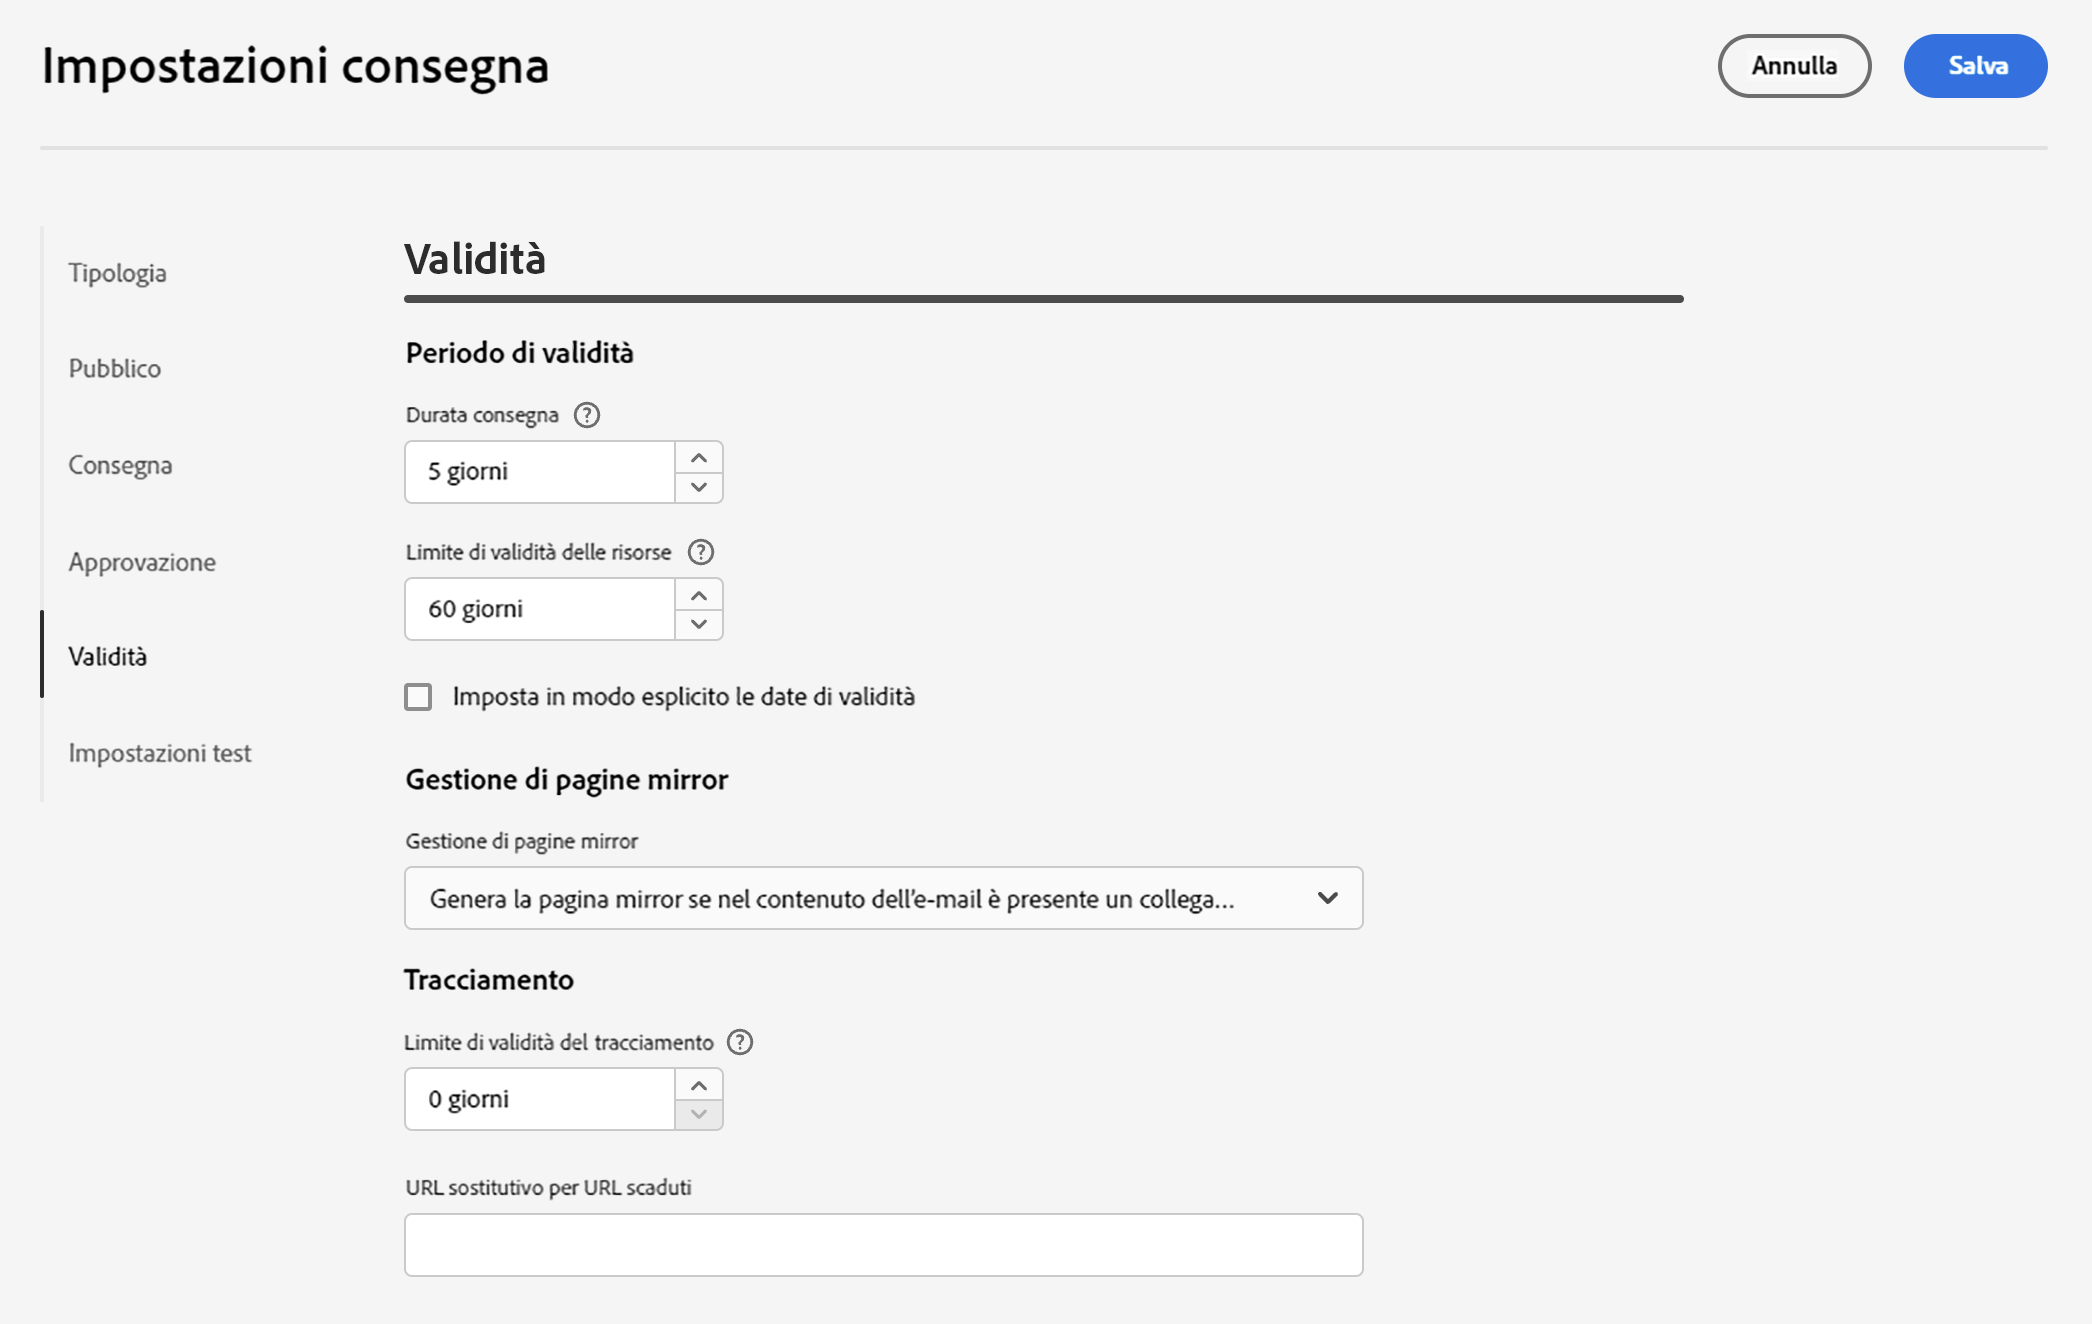 Impostazioni consegna
Annulla
Salva
Tipologia
Pubblico
Consegna
Approvazione
Validità
Impostazioni test
Validità
Periodo di validità
Durata consegna
5 giorni
Limite di validità delle risorse
60 giorni
Imposta in modo esplicito le date di validità
Gestione di pagine mirror
Gestione di pagine mirror
Genera la pagina mirror se nel contenuto dell'e-mail è presente un collega...
Tracciamento
Limite di validità del tracciamento
0 giorni
URL sostitutivo per URL scaduti